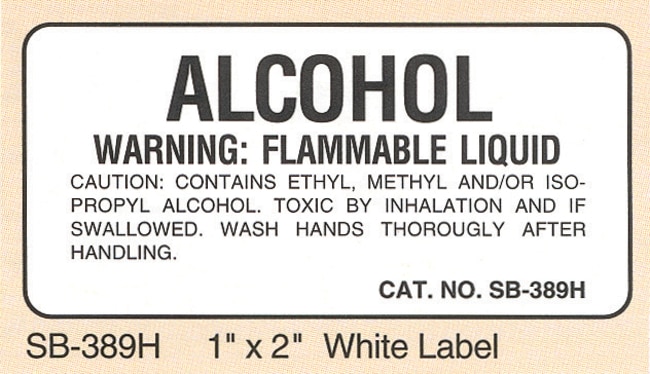 ALCOHOL
WARNING: FLAMMABLE LIQUID
CAUTION: CONTAINS ETHYL, METHYL AND/OR ISO-
PROPYL ALCOHOL. TOXIC BY INHALATION AND IF
SWALLOWED. WASH HANDS THOROUGLY AFTER
HANDLING.
CAT. NO. SB-389H
SB-389H 1" x 2" White Label